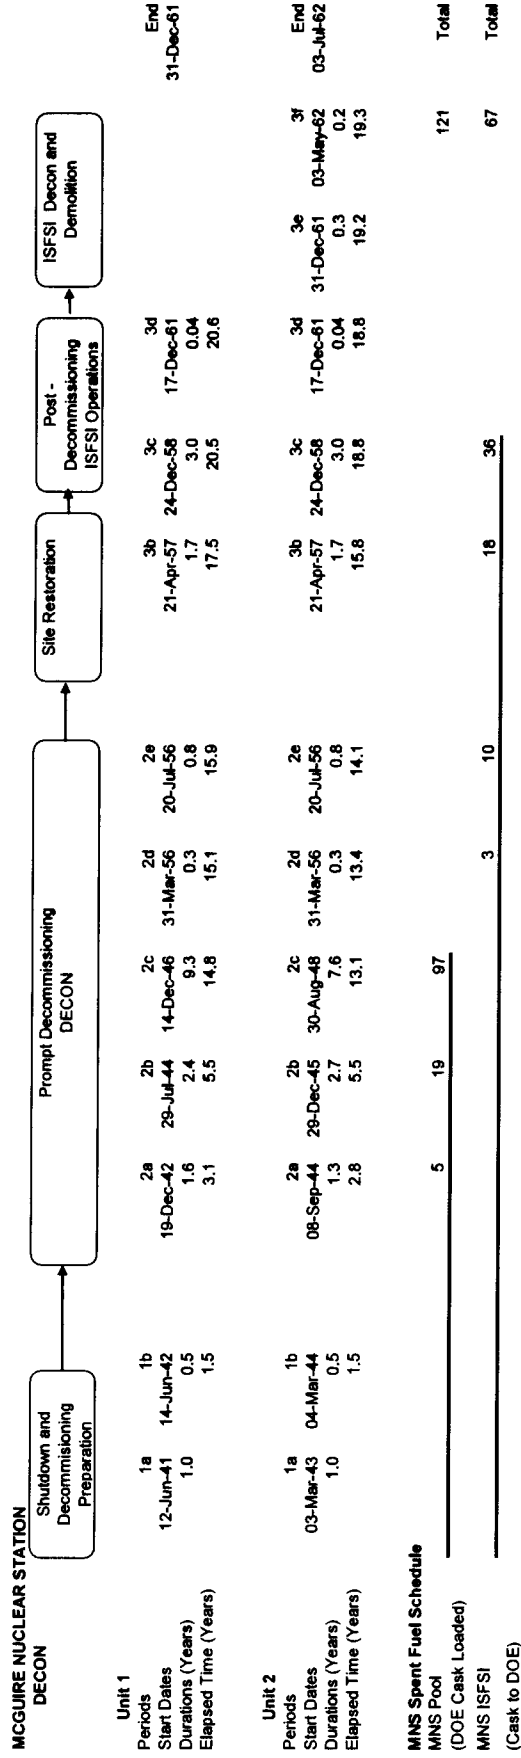 MCGUIRE NUCLEAR STATION
DECON
Shutdown and
Decommisioning
Preparation
Prompt Decommissioning
DECON
Site Restoration
Post -
Decommissioning
ISFSI Operations
ISFSI Decon and
Demolition
Unit 1
Periods 1a 1b 2a 2b 2c 2d 2e 3b 3c 3d End
Start Dates 12-Jun-41 14-Jun-42 19-Dec-42 29-Jul-44 14-Dec-46 31-Mar-56 20-Jul-56 21-Apr-57 24-Dec-58 17-Dec-61 31-Dec-61
Durations (Years) 1.0 0.5 1.6 2.4 9.3 0.3 0.8 1.7 3.0 0.04
Elapsed Time (Years) 1.5 3.1 5.5 14.8 15.1 15.9 17.5 20.5 20.6
Unit 2
Periods 1a 1b 2a 2b 2c 2d 2e 3b 3c 3d 3e 3f End
Start Dates 03-Mar-43 04-Mar-44 08-Sep-44 29-Dec-45 30-Aug-48 31-Mar-56 20-Jul-56 21-Apr-57 24-Dec-58 17-Dec-61 31-Dec-61 03-May-62 03-Jul-62
Durations (Years) 1.0 0.5 1.3 2.7 7.6 0.3 0.8 1.7 3.0 0.04 0.3 0.2
Elapsed Time (Years) 1.5 2.8 5.5 13.1 13.4 14.1 15.8 18.8 18.8 19.2 19.3
MNS Spent Fuel Schedule
MNS Pool 5 19 97 121 Total
(DOE Cask Loaded)
MNS ISFSI 3 10 18 36 67 Total
(Cask to DOE)